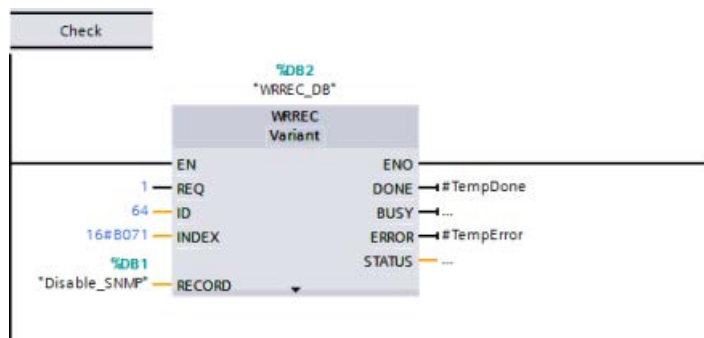 Check
%DB2
"WRREC_DB"
WRREC
Variant
EN ENO
1 REQ DONE #TempDone
64 ID BUSY ...
16#B071 INDEX ERROR #TempError
%DB1 STATUS ...
"Disable_SNMP" RECORD